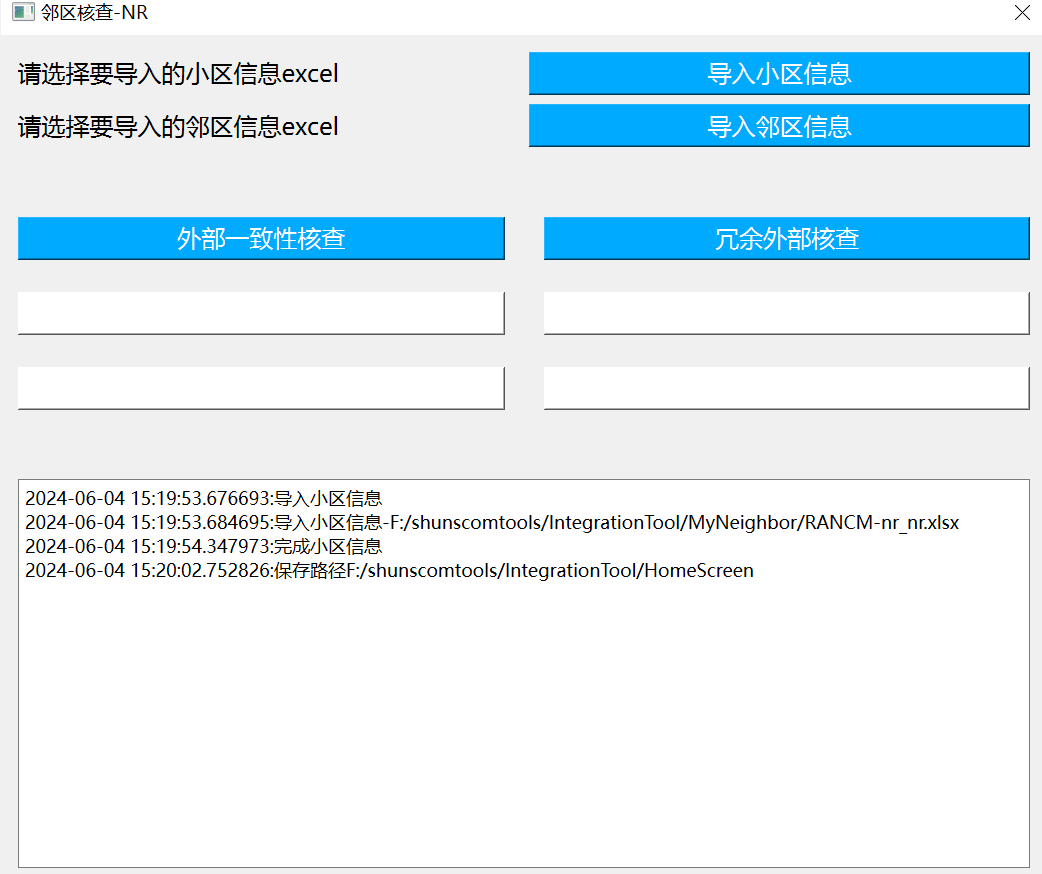 邻区核查-NR
请选择要导入的小区信息excel
导入小区信息
请选择要导入的邻区信息excel
导入邻区信息
外部一致性核查
冗余外部核查
2024-06-04 15:19:53.676693:导入小区信息
2024-06-04 15:19:53.684695:导入小区信息-F:/shunscomtools/IntegrationTool/MyNeighbor/RANCM-nr_nr.xlsx
2024-06-04 15:19:54.347973:完成小区信息
2024-06-04 15:20:02.752826:保存路径F:/shunscomtools/IntegrationTool/HomeScreen